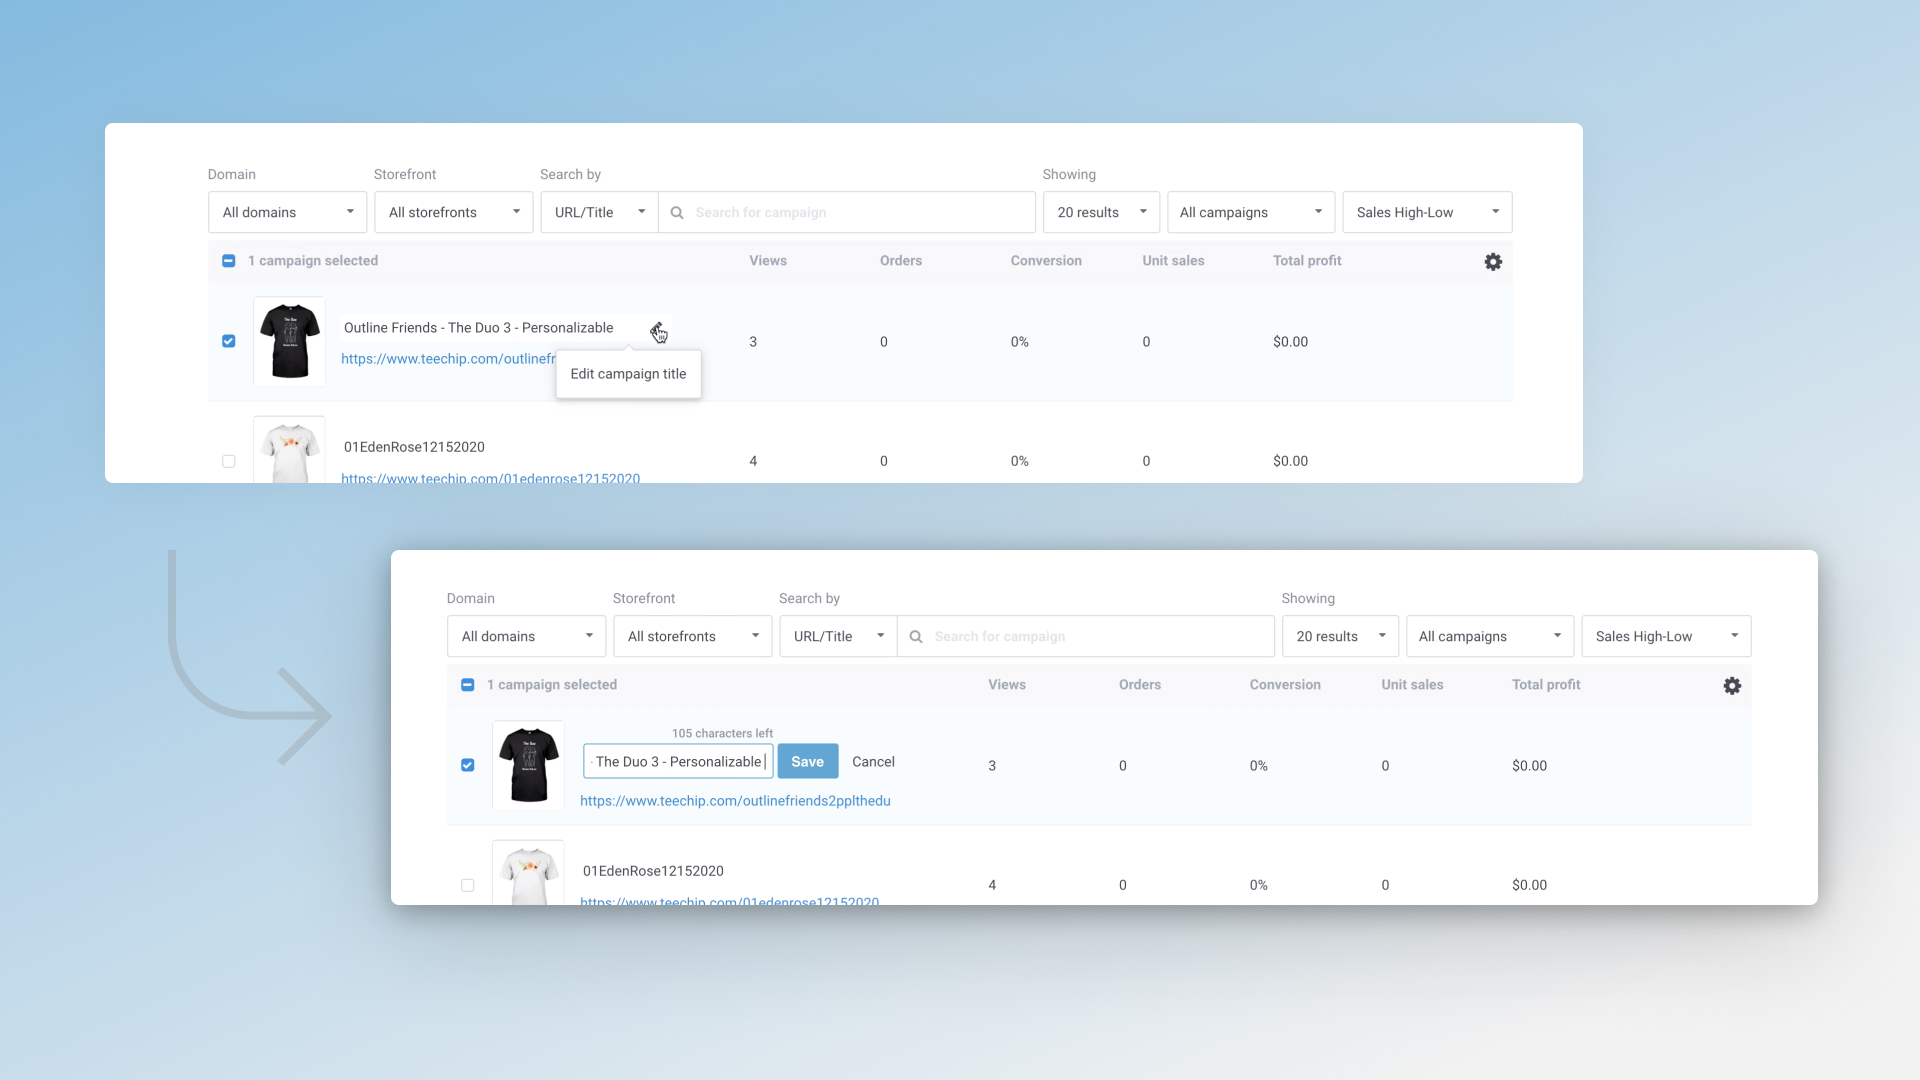 Domain Storefront Search by Showing
All domains All storefronts URL/Title Search for campaign 20 results All campaigns Sales High-Low
1 campaign selected Views Orders Conversion Unit sales Total profit
Outline Friends - The Duo 3 - Personalizable
3 0 0% 0 $0.00
https://www.teechip.com/outlinefr
Edit campaign title
01EdenRose12152020
4 0 0% 0 $0.00
https://www.teechip.com/01edenrose12152020
Domain Storefront Search by Showing
All domains All storefronts URL/Title Search for campaign 20 results All campaigns Sales High-Low
1 campaign selected Views Orders Conversion Unit sales Total profit
105 characters left
The Duo 3 - Personalizable Save Cancel
3 0 0% 0 $0.00
https://www.teechip.com/outlinefriends2pplthedu
01EdenRose12152020
4 0 0% 0 $0.00
https://www.teechip.com/01edenrose12152020